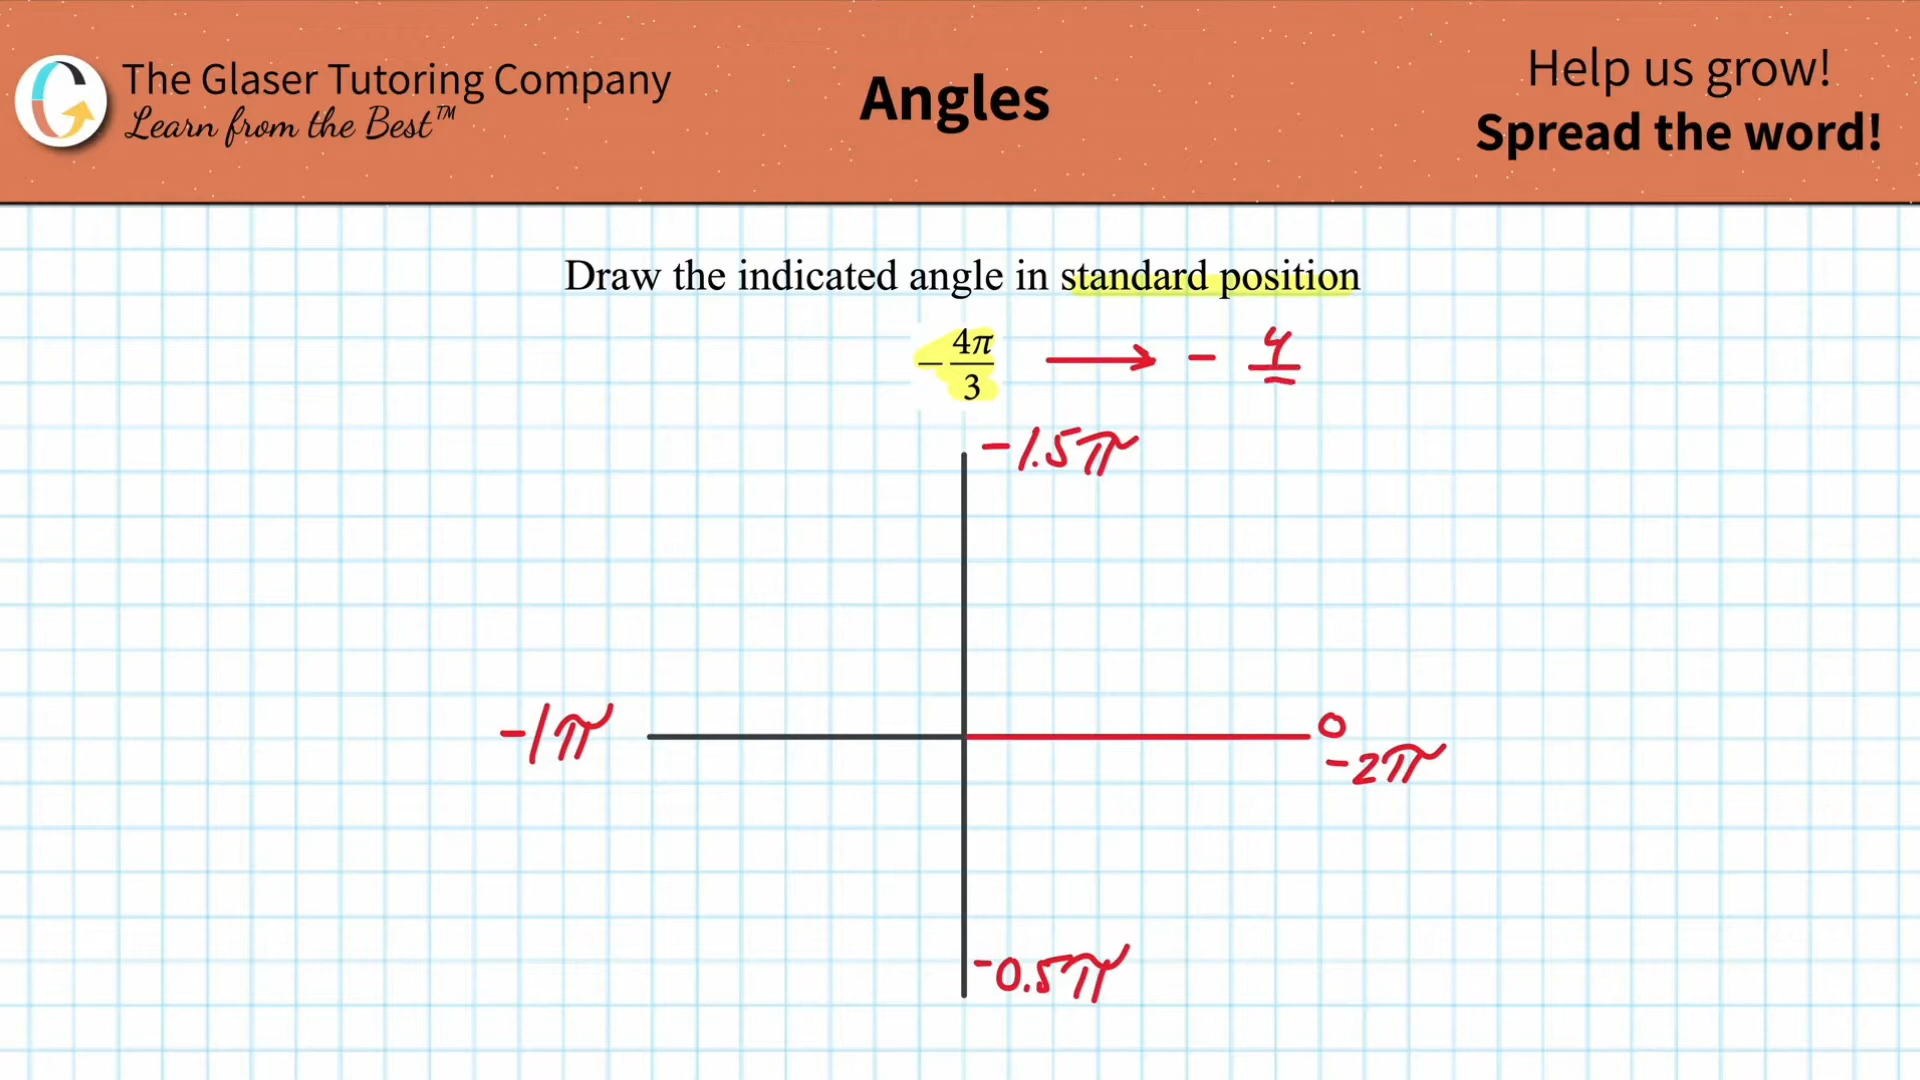 The Glaser Tutoring Company
Learn from the Best™
Angles
Help us grow!
Spread the word!
Draw the indicated angle in standard position
-4π/3 → - 4
-1.5π
-1π
0
-2π
-0.5π